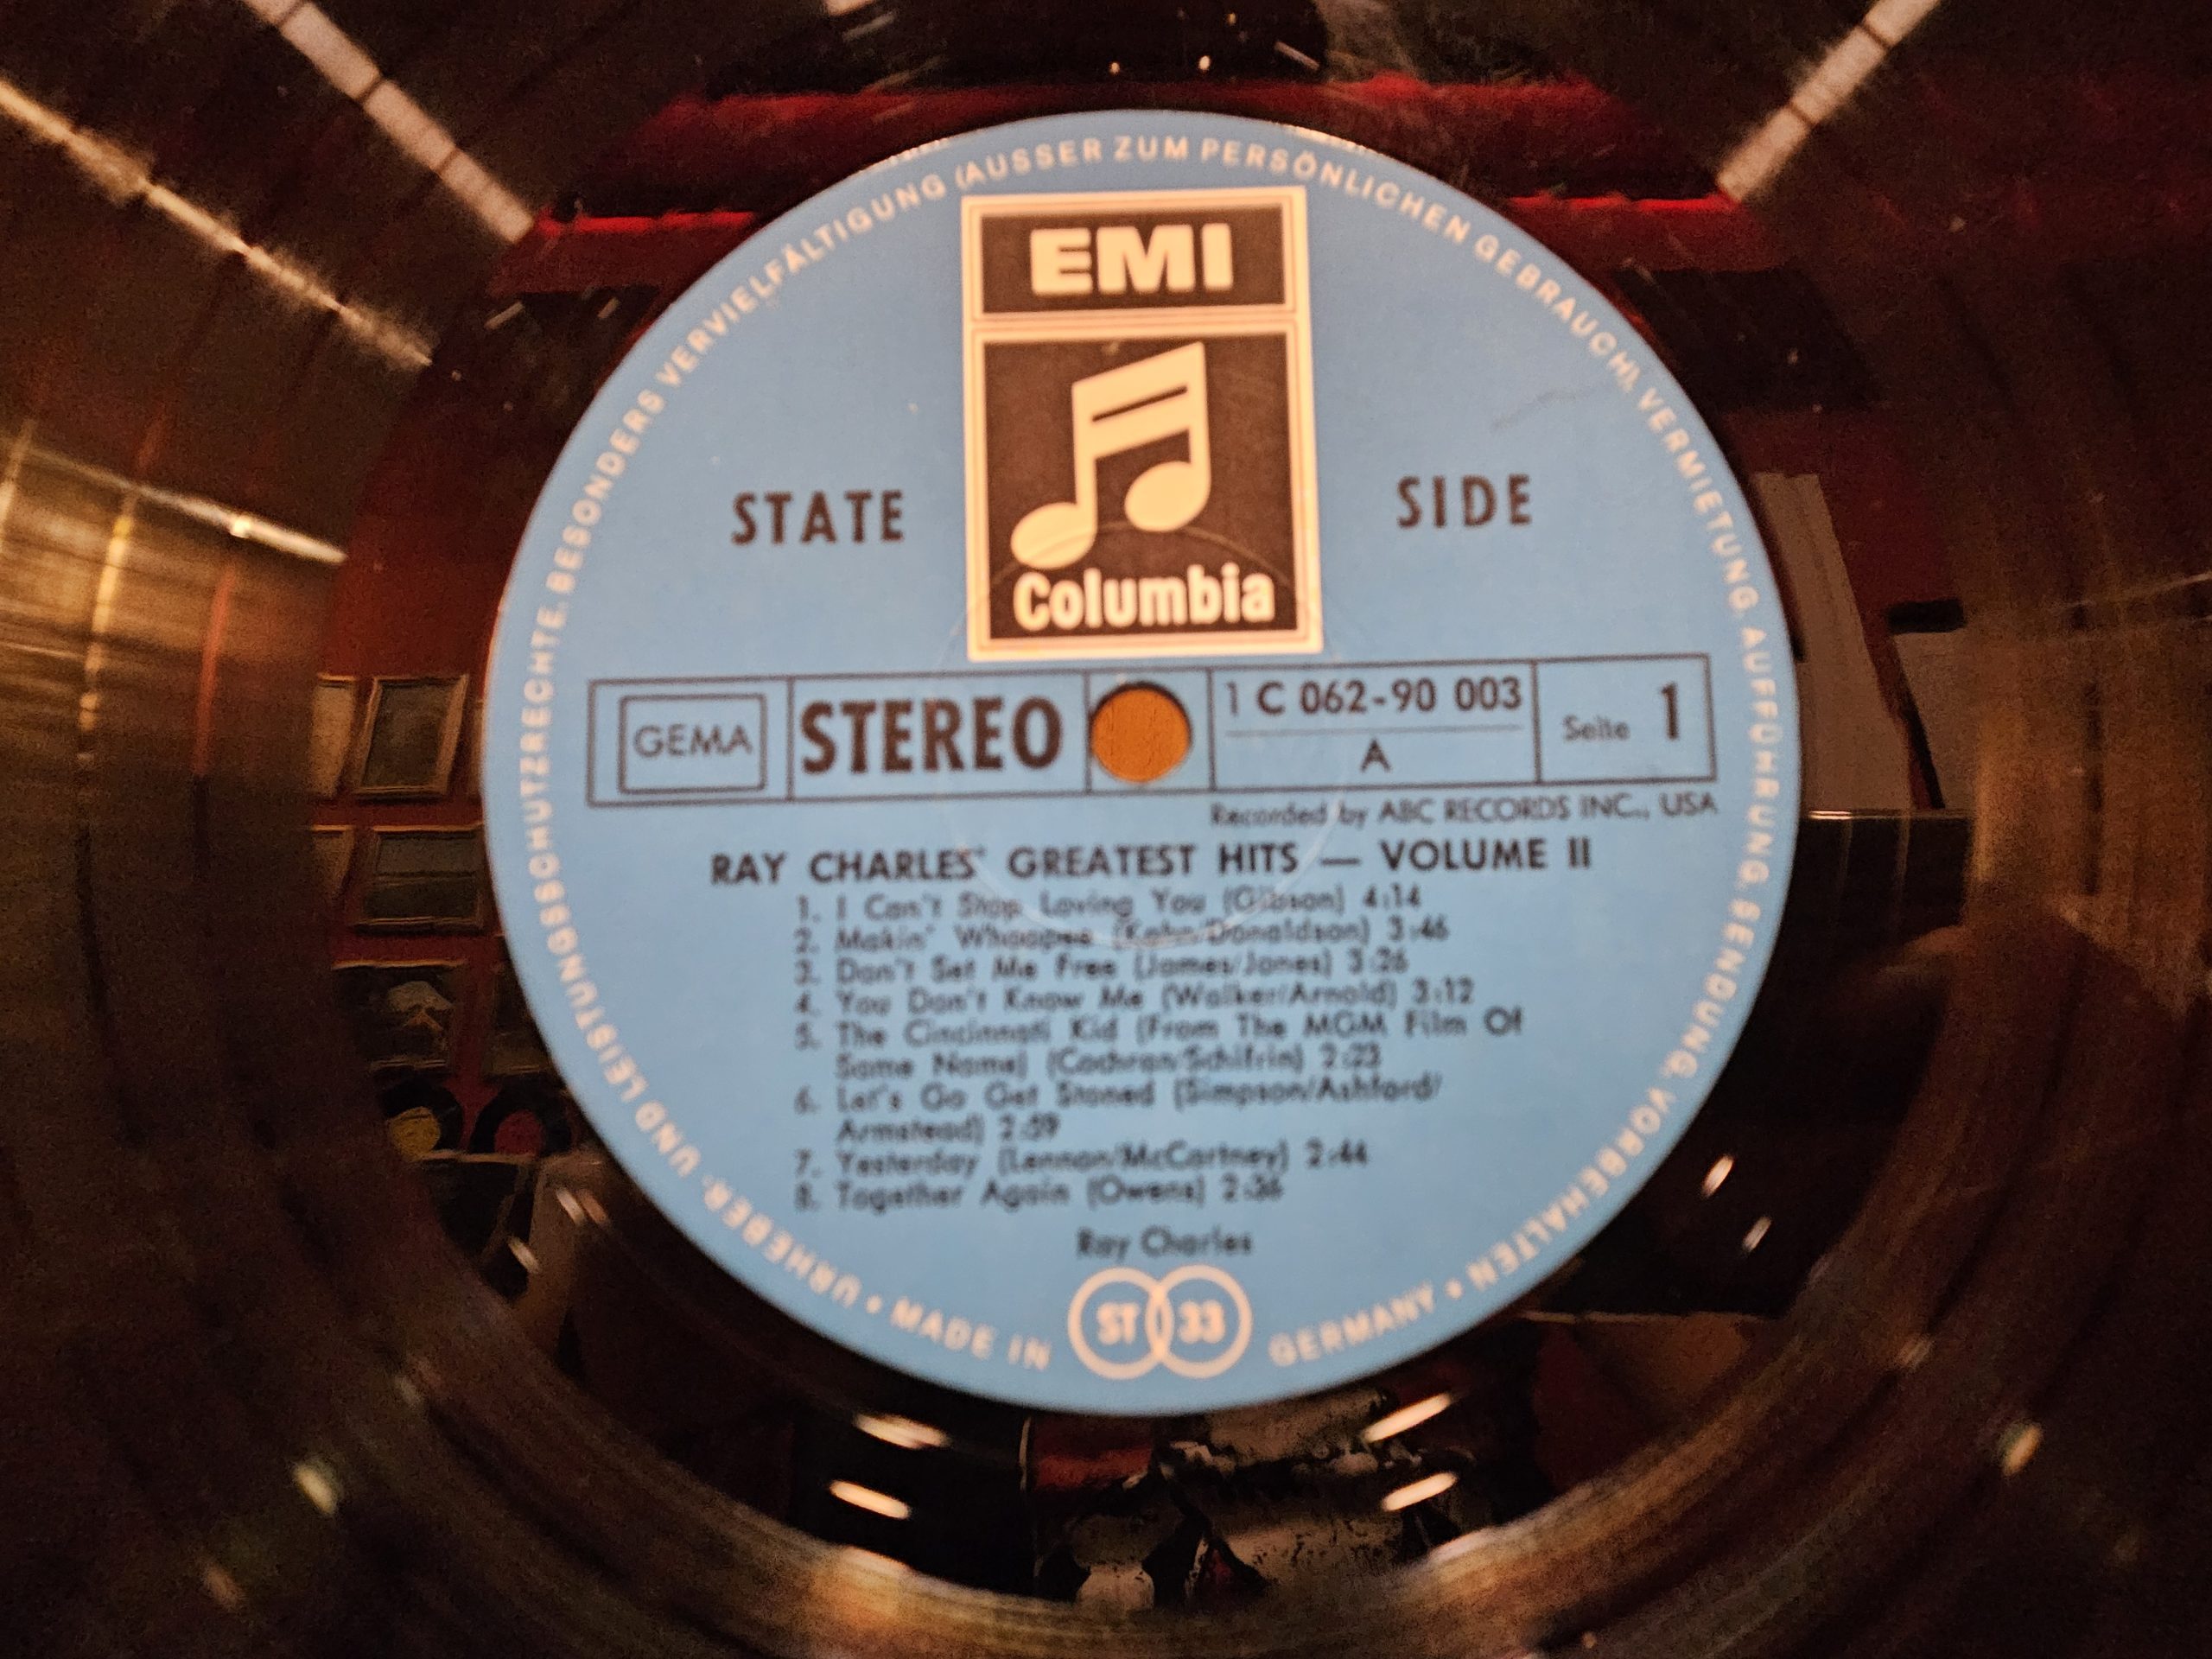 URHEBER- UND LEISTUNGSSCHUTZRECHTE, BESONDERS VERVIELFÄLTIGUNG (AUSSER ZUM PERSÖNLICHEN GEBRAUCH), VERMIETUNG, AUFFÜHRUNG, SENDUNG, VORBEHALTEN •
EMI
STATE SIDE
Columbia
GEMA STEREO 1 C 062-90 003 Seite 1
A
Recorded by ABC RECORDS INC., USA
RAY CHARLES' GREATEST HITS — VOLUME II
1. I Can't Stop Loving You (Gibson) 4:14
2. Makin' Whoopee (Kahn/Donaldson) 3:46
3. Don't Set Me Free (James/Jones) 3:26
4. You Don't Know Me (Walker/Arnold) 3:12
5. The Cincinnati Kid (From The MGM Film Of
Same Name) (Cochran/Schifrin) 2:23
6. Let's Go Get Stoned (Simpson/Ashford/
Armstead) 2:59
7. Yesterday (Lennon/McCartney) 2:44
8. Together Again (Owens) 2:36
Ray Charles
ST 33
• MADE IN GERMANY